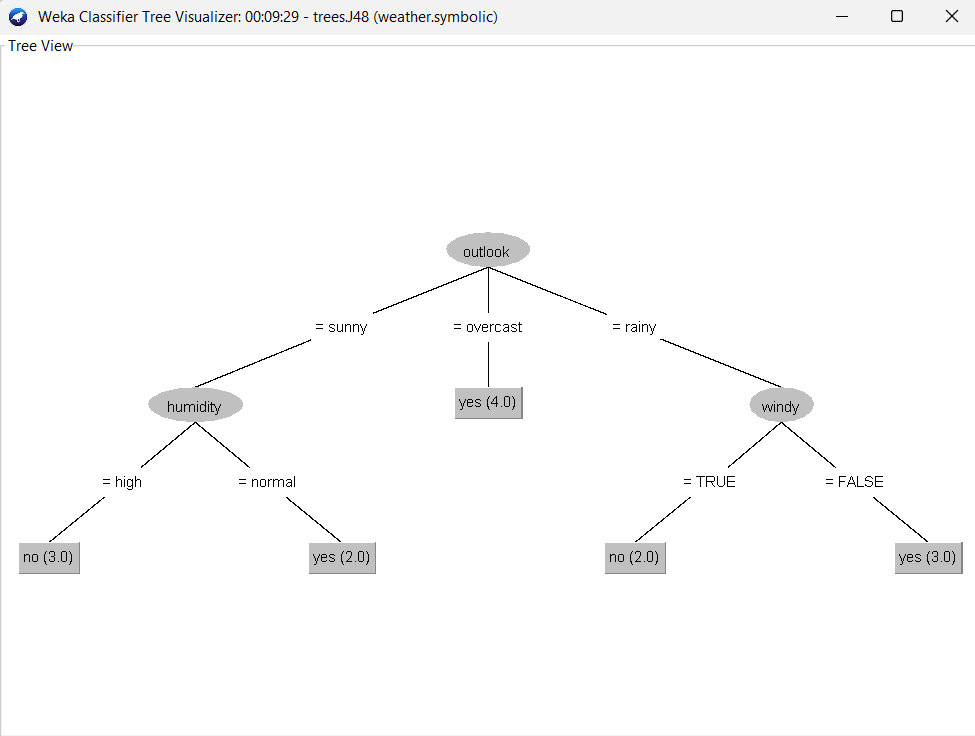 Weka Classifier Tree Visualizer: 00:09:29 - trees.J48 (weather.symbolic)
Tree View
outlook
= sunny
= overcast
= rainy
humidity
yes (4.0)
windy
= high
= normal
= TRUE
= FALSE
no (3.0)
yes (2.0)
no (2.0)
yes (3.0)